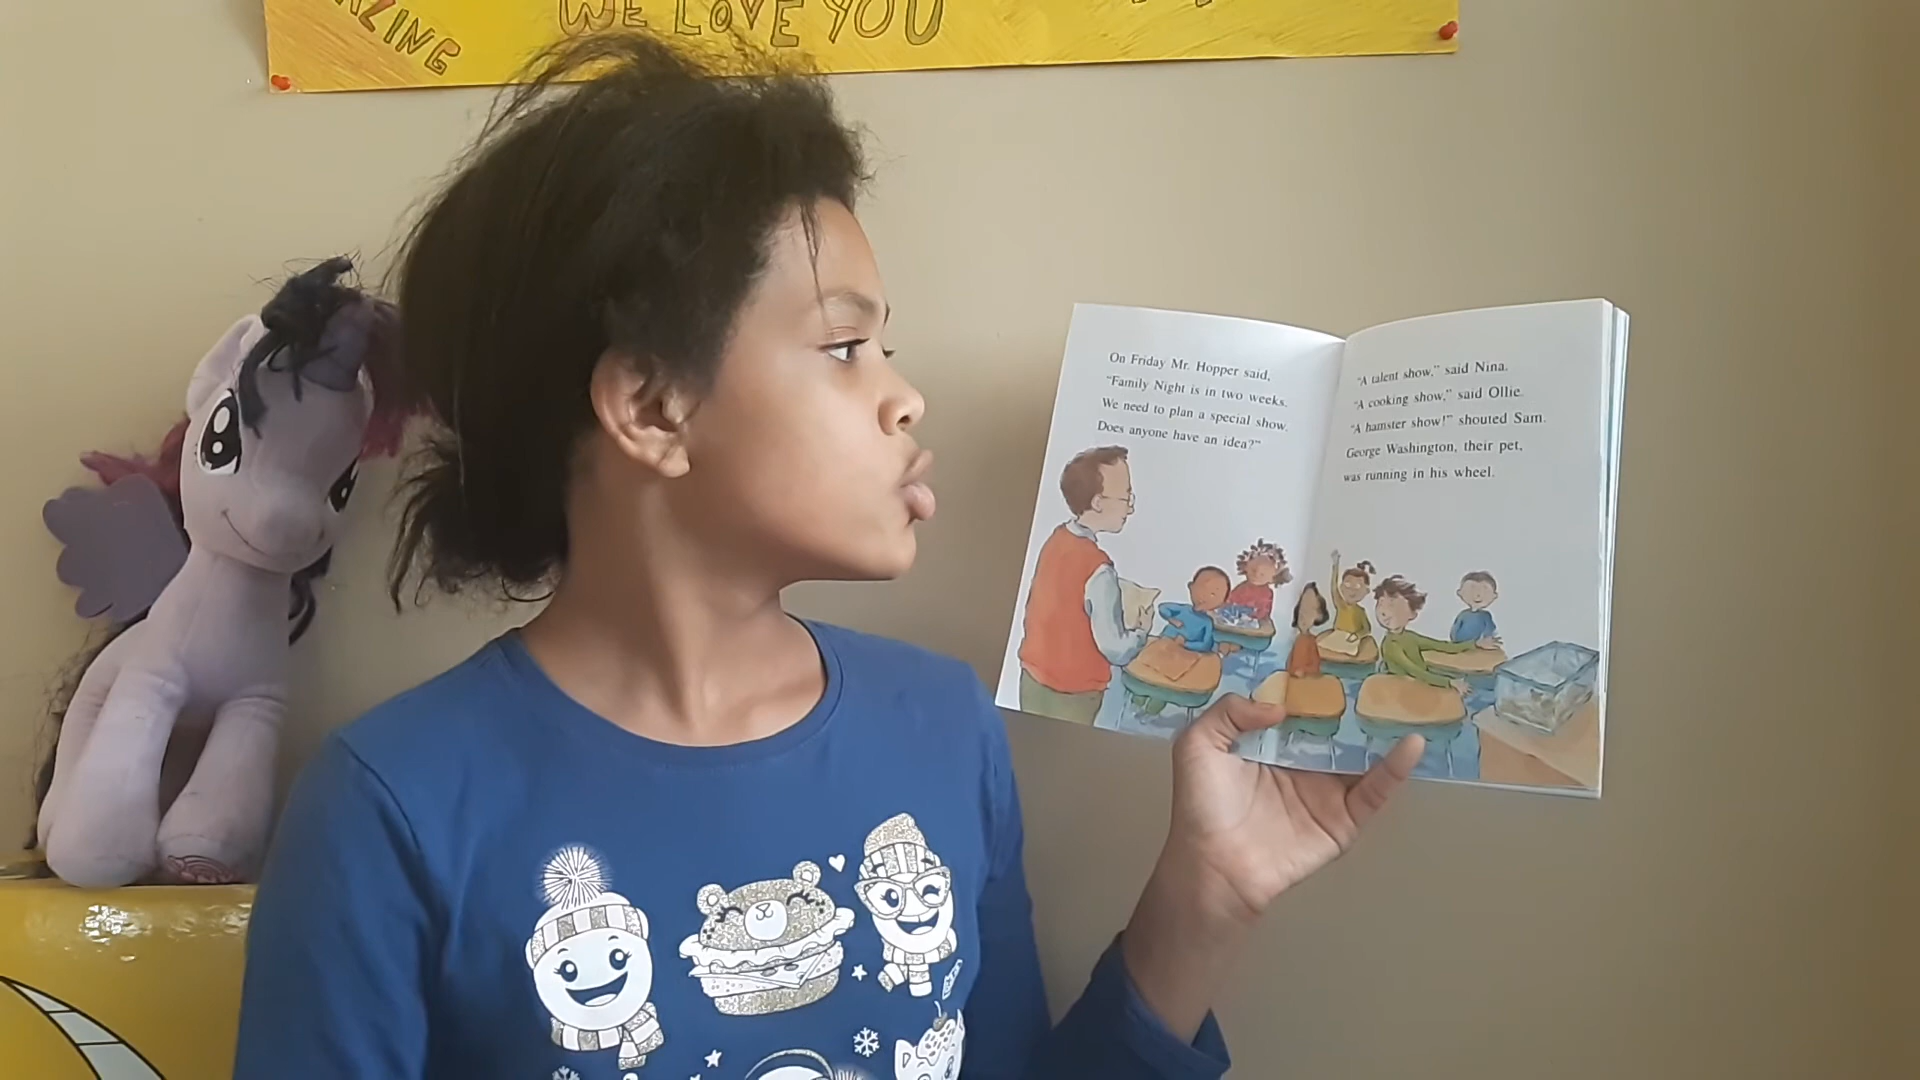 AZING
WE LOVE YOU
On Friday Mr. Hopper said,
"Family Night is in two weeks.
We need to plan a special show.
Does anyone have an idea?"
"A talent show," said Nina.
"A cooking show," said Ollie.
"A hamster show!" shouted Sam.
George Washington, their pet,
was running in his wheel.